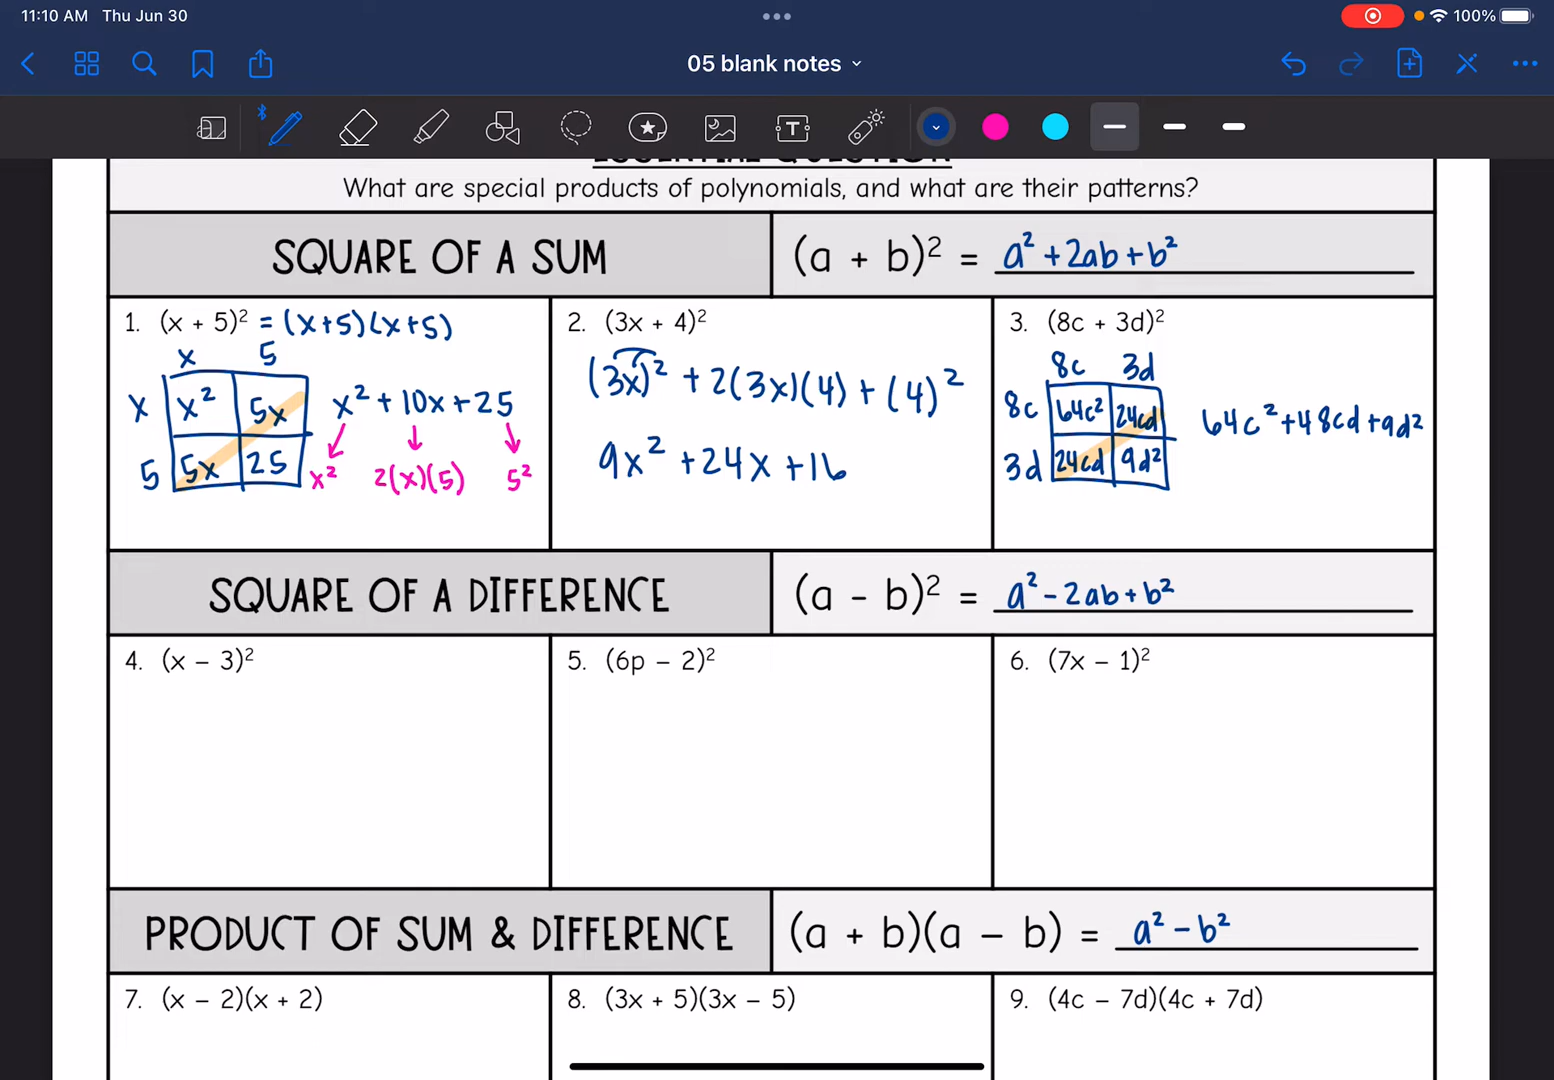 11:10 AM Thu Jun 30
100%
05 blank notes
T
ESSENTIAL QUESTION
What are special products of polynomials, and what are their patterns?
SQUARE OF A SUM
(a + b)² = a² + 2ab + b²
1. (x + 5)² = (x+5)(x+5)
x 5
x x² 5x
5 5x 25
x² + 10x + 25
x² 2(x)(5) 5²
2. (3x + 4)²
(3x)² + 2(3x)(4) + (4)²
9x² + 24x + 16
3. (8c + 3d)²
8c 3d
8c 64c² 24cd
3d 24cd 9d²
64c² + 48cd + 9d²
SQUARE OF A DIFFERENCE
(a - b)² = a² - 2ab + b²
4. (x – 3)²
5. (6p – 2)²
6. (7x – 1)²
PRODUCT OF SUM & DIFFERENCE
(a + b)(a – b) = a² – b²
7. (x – 2)(x + 2)
8. (3x + 5)(3x – 5)
9. (4c – 7d)(4c + 7d)